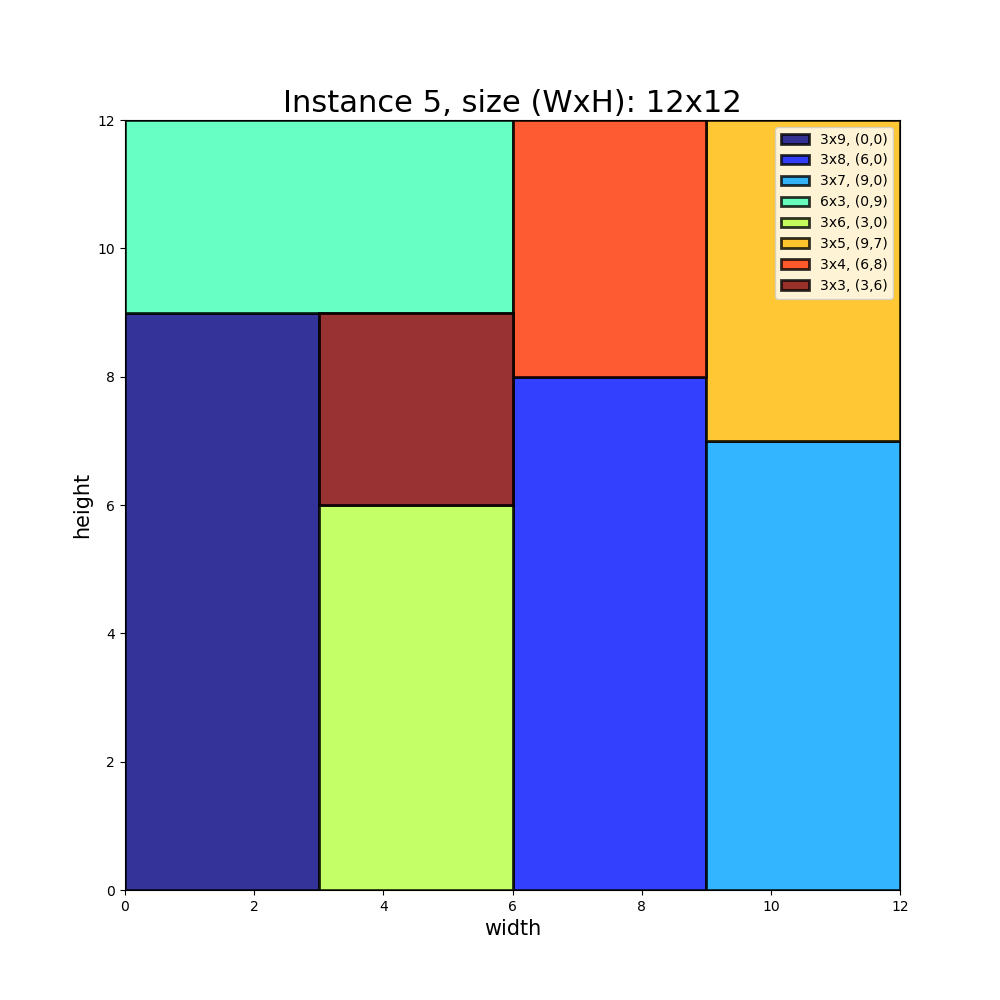 Instance 5, size (WxH): 12x12
3x9, (0,0)
3x8, (6,0)
3x7, (9,0)
6x3, (0,9)
3x6, (3,0)
3x5, (9,7)
3x4, (6,8)
3x3, (3,6)
height
12
10
8
6
4
2
0
0 2 4 6 8 10 12
width